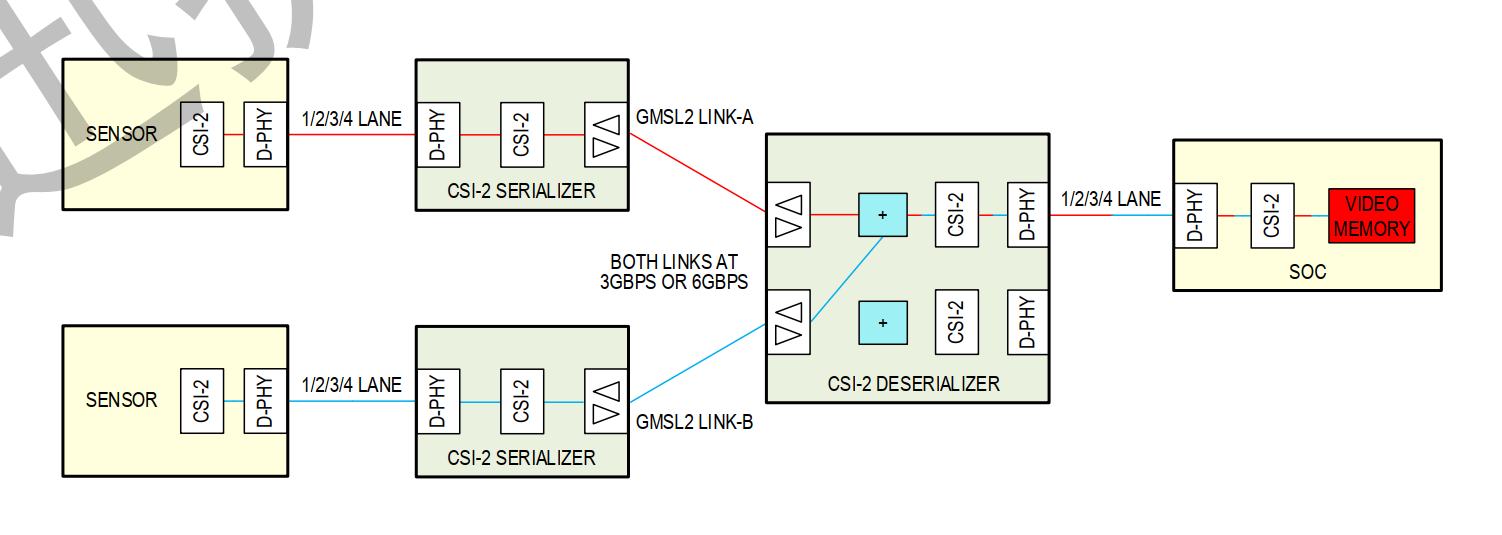 SENSOR
CSI-2
D-PHY
1/2/3/4 LANE
D-PHY
CSI-2
CSI-2 SERIALIZER
GMSL2 LINK-A
BOTH LINKS AT
3GBPS OR 6GBPS
SENSOR
CSI-2
D-PHY
1/2/3/4 LANE
D-PHY
CSI-2
CSI-2 SERIALIZER
GMSL2 LINK-B
+
CSI-2
D-PHY
+
CSI-2
D-PHY
CSI-2 DESERIALIZER
1/2/3/4 LANE
D-PHY
CSI-2
VIDEO
MEMORY
SOC